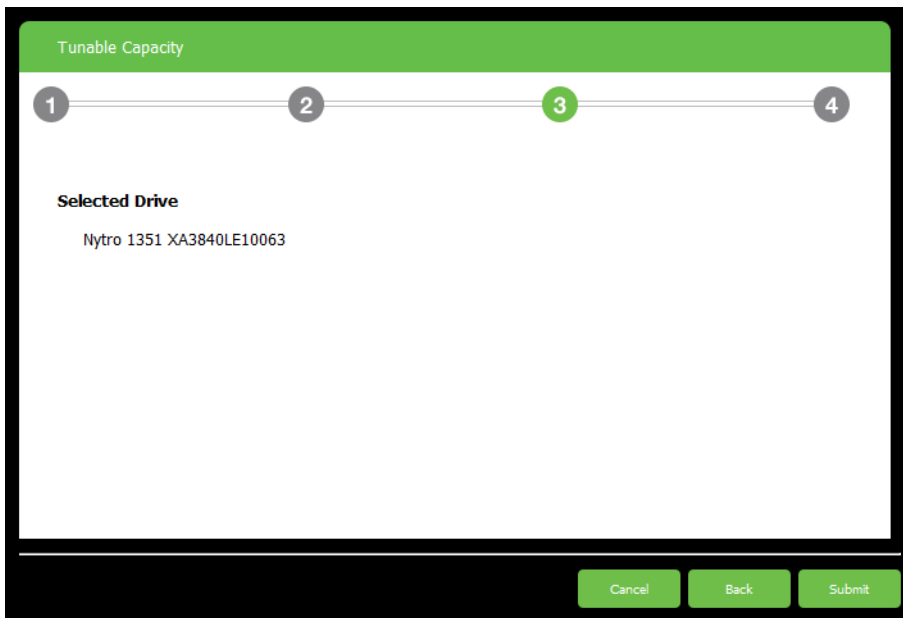 Tunable Capacity
1 2 3 4
Selected Drive
Nytro 1351 XA3840LE10063
Cancel Back Submit